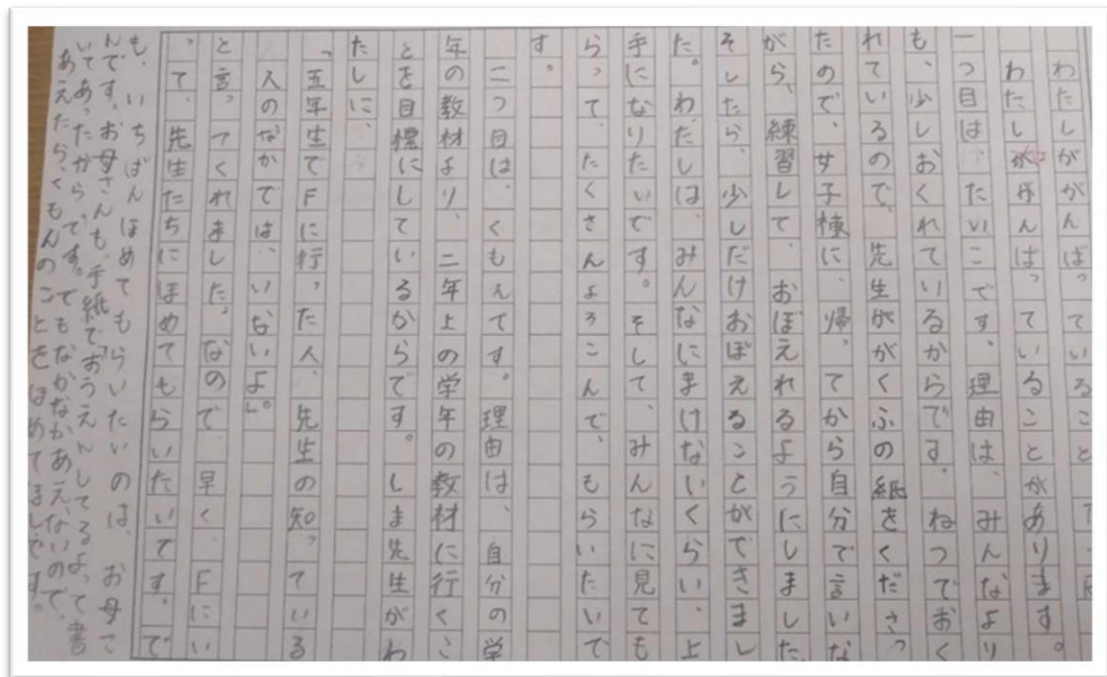 わたしがんばっていること
わたしはがんばっていることがあります。
一つ目は、たいこです。理由は、みんなより
も、少しおくれているからです。ねつでおく
れているので、先生ががくふの紙をくださっ
たので、女子棟に、帰ってから自分で言いな
がら、練習して、おぼえれるようにしました。
そしたら、少しだけおぼえることができまし
た。わたしは、みんなにまけないくらい、上
手になりたいです。そして、みんなに見ても
らって、たくさんよろこんで、もらいたいで
す。
二つ目は、くもんです。理由は、自分の学
年の教材より、二年上の学年の教材に行くこ
とを目標にしているからです。しま先生がわ
たしに、
「五年生でFに行った人、先生の知っている
人のなかでは、いないよ」。
と言ってくれました。なので早く、Fにい
って、先生たちにほめてもらいたいです。で
も、いちばんほめてもらいたいのは、お母さ
んです。お母さんも、手紙で「おうえんしてるよ」って書
いてあったからです。でもなかなかあえないので、
あえたら、くもんのことをほめてほしいです。